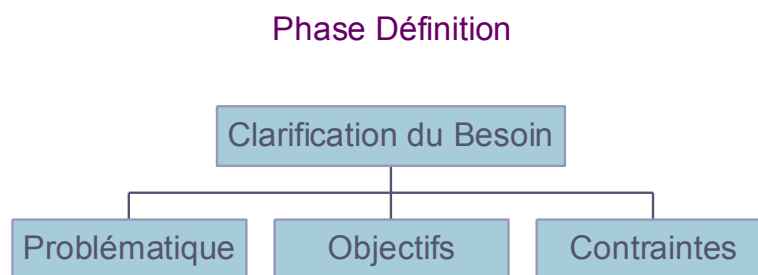 Phase Définition
Clarification du Besoin
Problématique
Objectifs
Contraintes